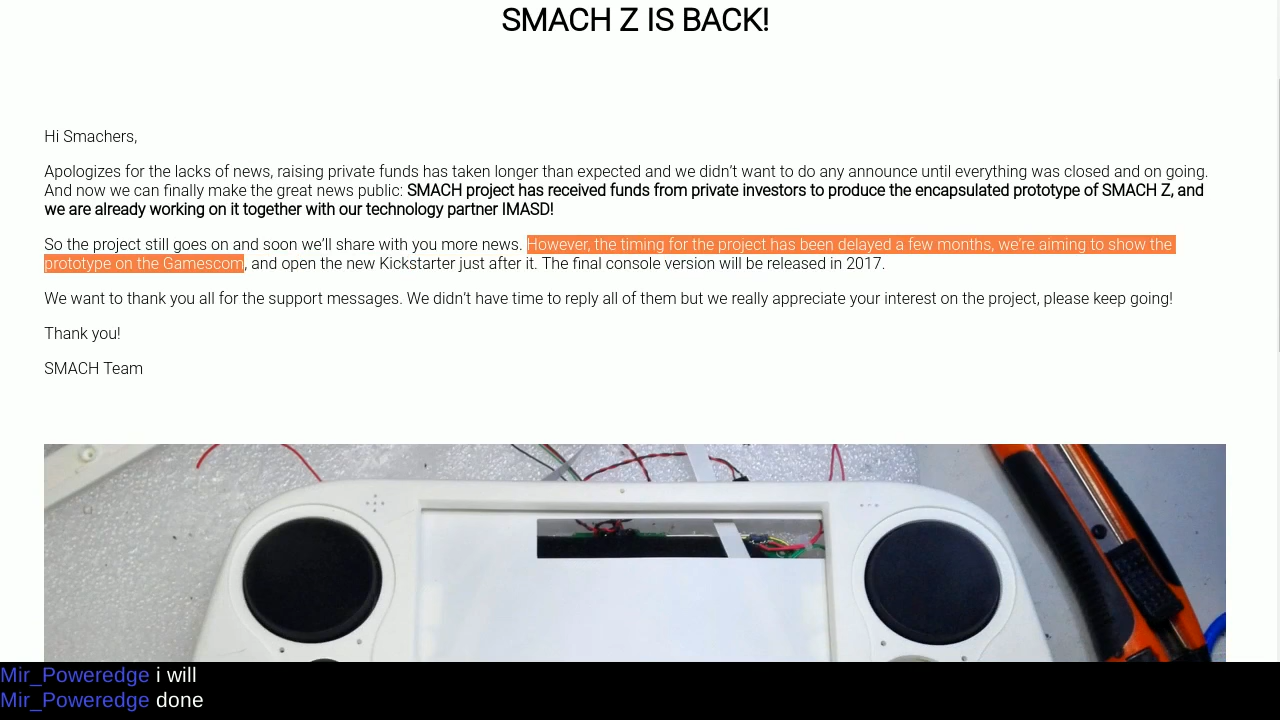 SMACH Z IS BACK!
Hi Smachers,
Apologizes for the lacks of news, raising private funds has taken longer than expected and we didn’t want to do any announce until everything was closed and on going.
And now we can finally make the great news public: SMACH project has received funds from private investors to produce the encapsulated prototype of SMACH Z, and
we are already working on it together with our technology partner IMASD!
So the project still goes on and soon we’ll share with you more news. However, the timing for the project has been delayed a few months, we’re aiming to show the
prototype on the Gamescom, and open the new Kickstarter just after it. The final console version will be released in 2017.
We want to thank you all for the support messages. We didn’t have time to reply all of them but we really appreciate your interest on the project, please keep going!
Thank you!
SMACH Team
Mir_Poweredge i will
Mir_Poweredge done